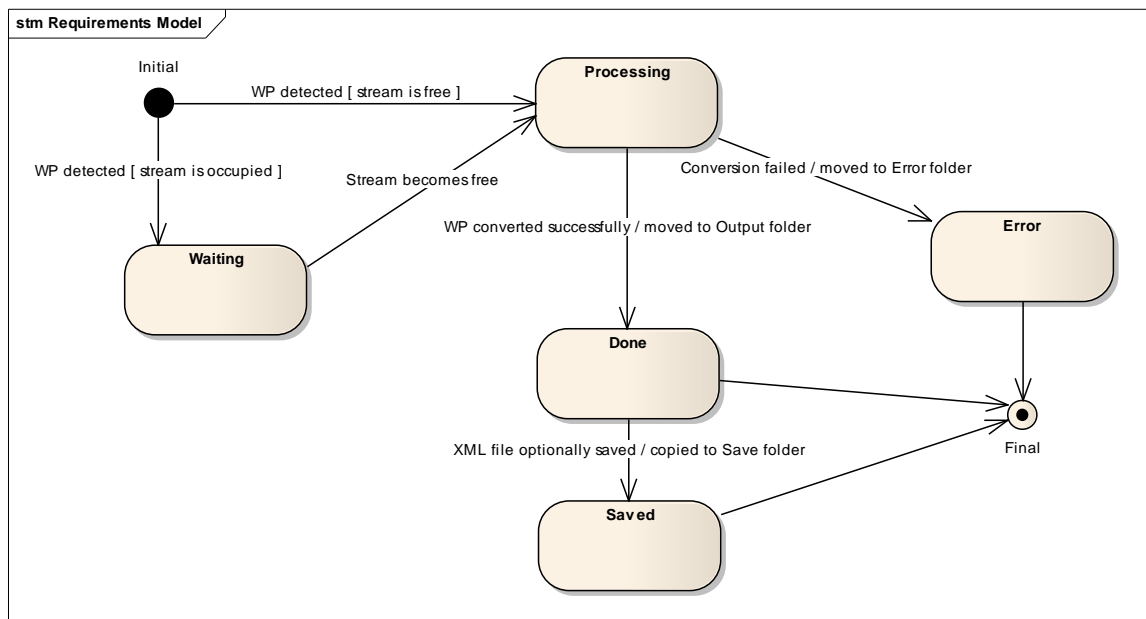 stm Requirements Model
Initial
Processing
WP detected [ stream is free ]
WP detected [ stream is occupied ]
Stream becomes free
Conversion failed / moved to Error folder
WP converted successfully / moved to Output folder
Error
Waiting
Done
XML file optionally saved / copied to Save folder
Final
Saved